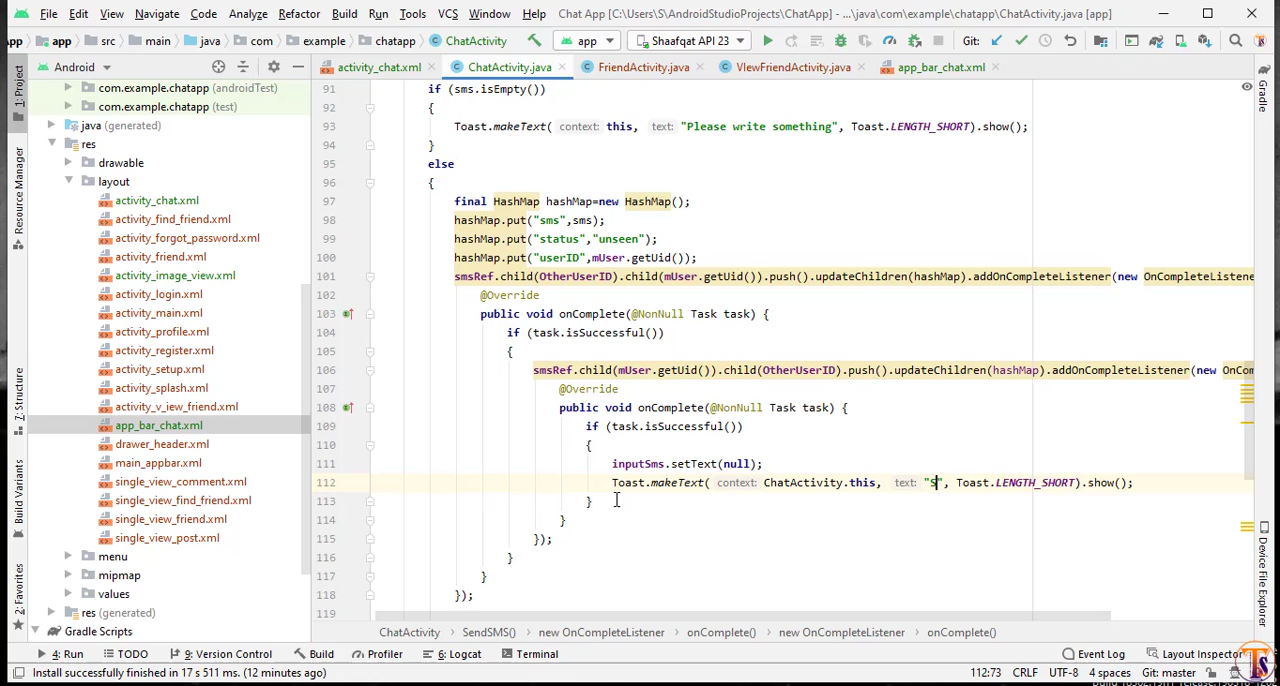 File Edit View Navigate Code Analyze Refactor Build Run Tools VCS Window Help Chat App [C:\Users\S\AndroidStudioProjects\ChatApp] - ...\java\com\example\chatapp\ChatActivity.java [app]
app src main java com example chatapp ChatActivity app Shaafqat API 23 Git:
Android activity_chat.xml ChatActivity.java FriendActivity.java VIewFriendActivity.java app_bar_chat.xml
com.example.chatapp (androidTest)
com.example.chatapp (test)
java (generated)
res
drawable
layout
activity_chat.xml
activity_find_friend.xml
activity_forgot_password.xml
activity_friend.xml
activity_image_view.xml
activity_login.xml
activity_main.xml
activity_profile.xml
activity_register.xml
activity_setup.xml
activity_splash.xml
activity_v_iew_friend.xml
app_bar_chat.xml
drawer_header.xml
main_appbar.xml
single_view_comment.xml
single_view_find_friend.xml
single_view_friend.xml
single_view_post.xml
menu
mipmap
values
res (generated)
Gradle Scripts
1: Project
Resource Manager
7: Structure
Build Variants
2: Favorites
91 if (sms.isEmpty())
92 {
93 Toast.makeText( context: this, text: "Please write something", Toast.LENGTH_SHORT).show();
94 }
95 else
96 {
97 final HashMap hashMap=new HashMap();
98 hashMap.put("sms",sms);
99 hashMap.put("status","unseen");
100 hashMap.put("userID",mUser.getUid());
101 smsRef.child(OtherUserID).child(mUser.getUid()).push().updateChildren(hashMap).addOnCompleteListener(new OnCompleteListene
102 @Override
103 public void onComplete(@NonNull Task task) {
104 if (task.isSuccessful())
105 {
106 smsRef.child(mUser.getUid()).child(OtherUserID).push().updateChildren(hashMap).addOnCompleteListener(new OnCom
107 @Override
108 public void onComplete(@NonNull Task task) {
109 if (task.isSuccessful())
110 {
111 inputSms.setText(null);
112 Toast.makeText( context: ChatActivity.this, text: "S", Toast.LENGTH_SHORT).show();
113 }
114 }
115 });
116 }
117 }
118 });
119
Gradle
Device File Explorer
ChatActivity SendSMS() new OnCompleteListener onComplete() new OnCompleteListener onComplete()
4: Run TODO 9: Version Control Build Profiler 6: Logcat Terminal Event Log Layout Inspector
Install successfully finished in 17 s 511 ms. (12 minutes ago) 112:73 CRLF UTF-8 4 spaces Git: master